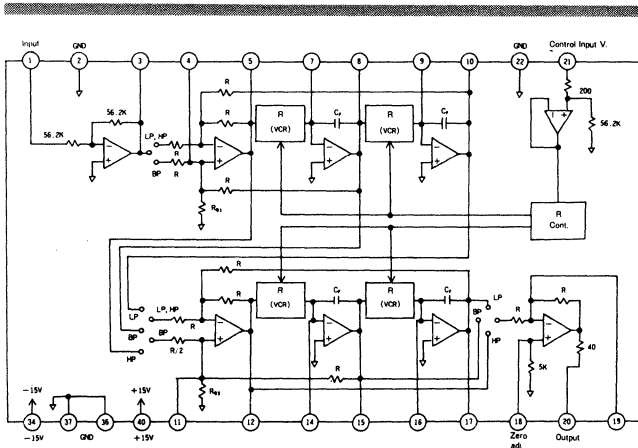 Input
GND
GND
Control Input V.
1
2
3
4
5
7
8
9
10
22
21
200
56.2K
56.2K
56.2K
LP, HP
R
R
BP
R
R
R
(VCR)
CF
R
(VCR)
CF
R
RQ1
R
Cont.
R
R
R
(VCR)
CF
R
(VCR)
CF
LP
BP
HP
LP, HP
R
BP
R/2
RQ2
R
LP
BP
HP
R
R
5K
40
−15V
+15V
34
37
36
40
11
12
14
15
16
17
18
20
19
−15V
GND
+15V
Zero
adj.
Output